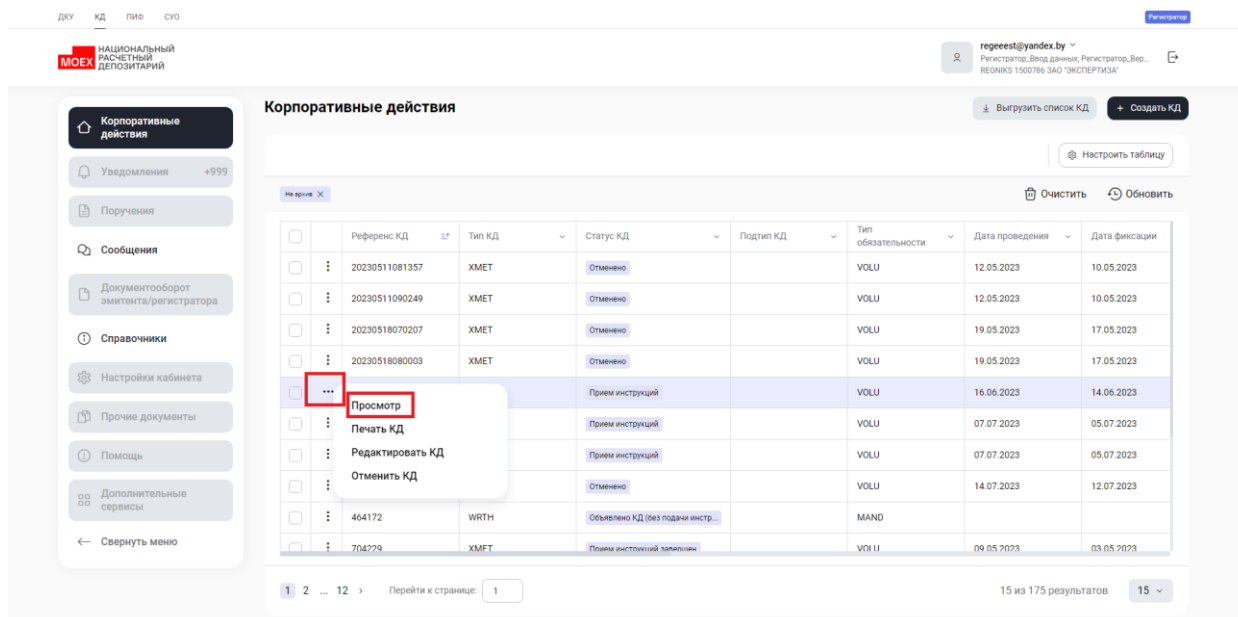 ДКУ КД ПИФ СУО
Регистратор
MOEX НАЦИОНАЛЬНЫЙ
РАСЧЕТНЫЙ
ДЕПОЗИТАРИЙ
regeeest@yandex.by
Регистратор_Ввод данных, Регистратор_Вер...
REGNIKS 1500786 ЗАО "ЭКСПЕРТИЗА"
Корпоративные
действия
Уведомления +999
Поручения
Сообщения
Документооборот
эмитента/регистратора
Справочники
Настройки кабинета
Прочие документы
Помощь
Дополнительные
сервисы
Свернуть меню
Корпоративные действия
Выгрузить список КД
+ Создать КД
Настроить таблицу
Не архив
Очистить
Обновить
Референс КД Тип КД Статус КД Подтип КД Тип обязательности Дата проведения Дата фиксации
20230511081357 XMET Отменено VOLU 12.05.2023 10.05.2023
20230511090249 XMET Отменено VOLU 12.05.2023 10.05.2023
20230518070207 XMET Отменено VOLU 19.05.2023 17.05.2023
20230518080003 XMET Отменено VOLU 19.05.2023 17.05.2023
Прием инструкций VOLU 16.06.2023 14.06.2023
Просмотр
Печать КД
Редактировать КД
Отменить КД
Прием инструкций VOLU 07.07.2023 05.07.2023
Прием инструкций VOLU 07.07.2023 05.07.2023
Отменено VOLU 14.07.2023 12.07.2023
464172 WRTH Объявлено КД (без подачи инстр... MAND
704229 XMET Прием инструкций завершен VOLU 09.05.2023 03.05.2023
1 2 ... 12 Перейти к странице: 1
15 из 175 результатов 15